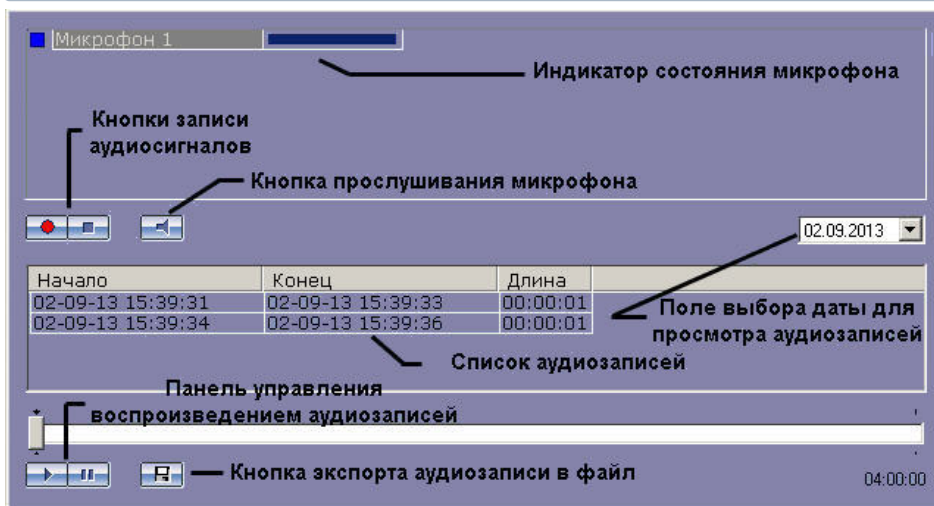 Микрофон 1
Индикатор состояния микрофона
Кнопки записи
аудиосигналов
Кнопка прослушивания микрофона
02.09.2013
Начало Конец Длина
02-09-13 15:39:31 02-09-13 15:39:33 00:00:01
02-09-13 15:39:34 02-09-13 15:39:36 00:00:01
Поле выбора даты для
просмотра аудиозаписей
Список аудиозаписей
Панель управления
воспроизведением аудиозаписей
Кнопка экспорта аудиозаписи в файл
04:00:00